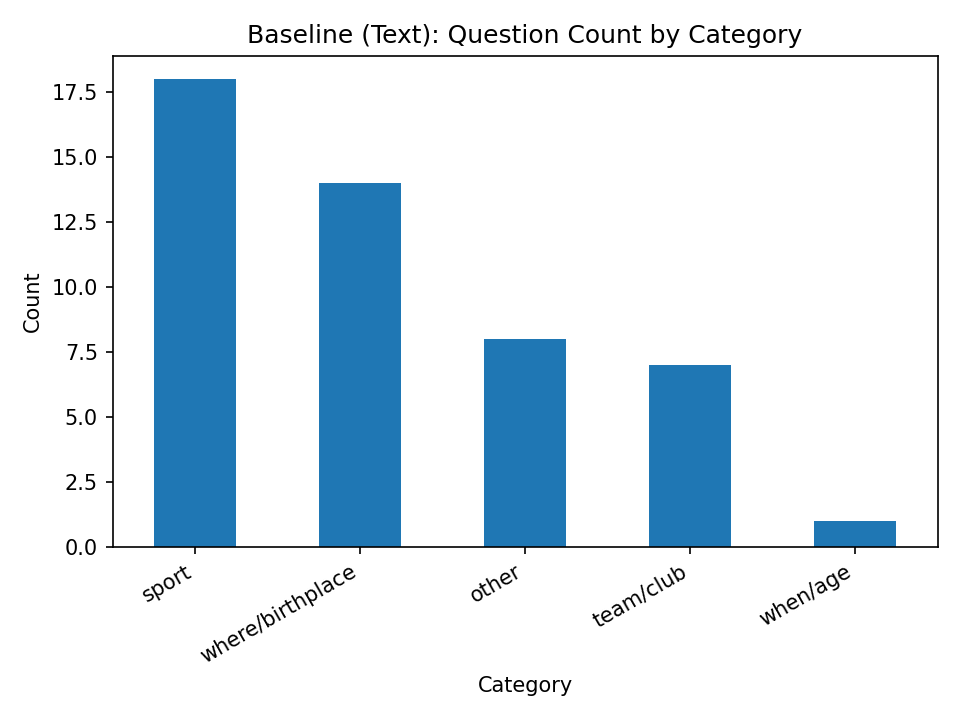 Baseline (Text): Question Count by Category
Count
17.5
15.0
12.5
10.0
7.5
5.0
2.5
0.0
sport
where/birthplace
other
team/club
when/age
Category